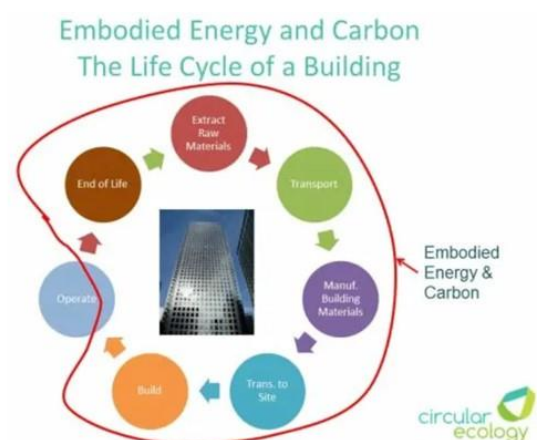 Embodied Energy and Carbon
The Life Cycle of a Building
Extract
Raw
Materials
Transport
Manuf.
Building
Materials
Trans. to
Site
Build
Operate
End of Life
Embodied
Energy &
Carbon
circular
ecology